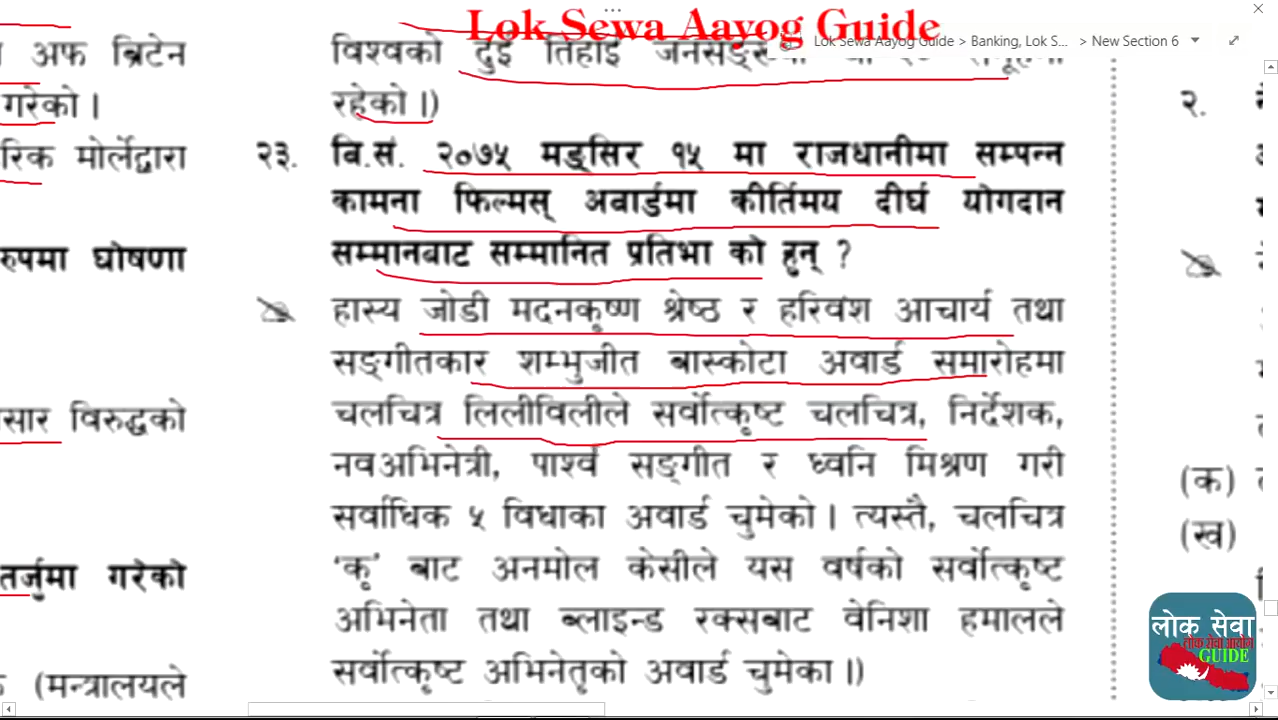 Lok Sewa Aayog Guide
Lok Sewa Aayog Guide > Banking, Lok S... > New Section 6
अफ ब्रिटेन
गरेको ।
रिक मोर्लेद्वारा
रुपमा घोषणा
सार विरुद्धको
तर्जुमा गरेको
(मन्त्रालयले
विश्वको दुई तिहाई
रहेको ।)
२३. बि.सं. २०७५ मङ्सिर १५ मा राजधानीमा सम्पन्न
कामना फिल्मस् अवार्डमा कीर्तिमय दीर्घ योगदान
सम्मानबाट सम्मानित प्रतिभा को हुन् ?
हास्य जोडी मदनकृष्ण श्रेष्ठ र हरिवंश आचार्य तथा
सङ्गीतकार शम्भुजीत बास्कोटा अवार्ड समारोहमा
चलचित्र लिलीविलीले सर्वोत्कृष्ट चलचित्र, निर्देशक,
नवअभिनेत्री, पार्श्व सङ्गीत र ध्वनि मिश्रण गरी
सर्वाधिक ५ विधाका अवार्ड चुमेको । त्यस्तै, चलचित्र
'कृ' बाट अनमोल केसीले यस वर्षको सर्वोत्कृष्ट
अभिनेता तथा ब्लाइन्ड रक्सबाट वेनिशा हमालले
सर्वोत्कृष्ट अभिनेतृको अवार्ड चुमेका ।)
२.
(क)
(ख)
लोक सेवा
लोक सेवा आयोग
GUIDE